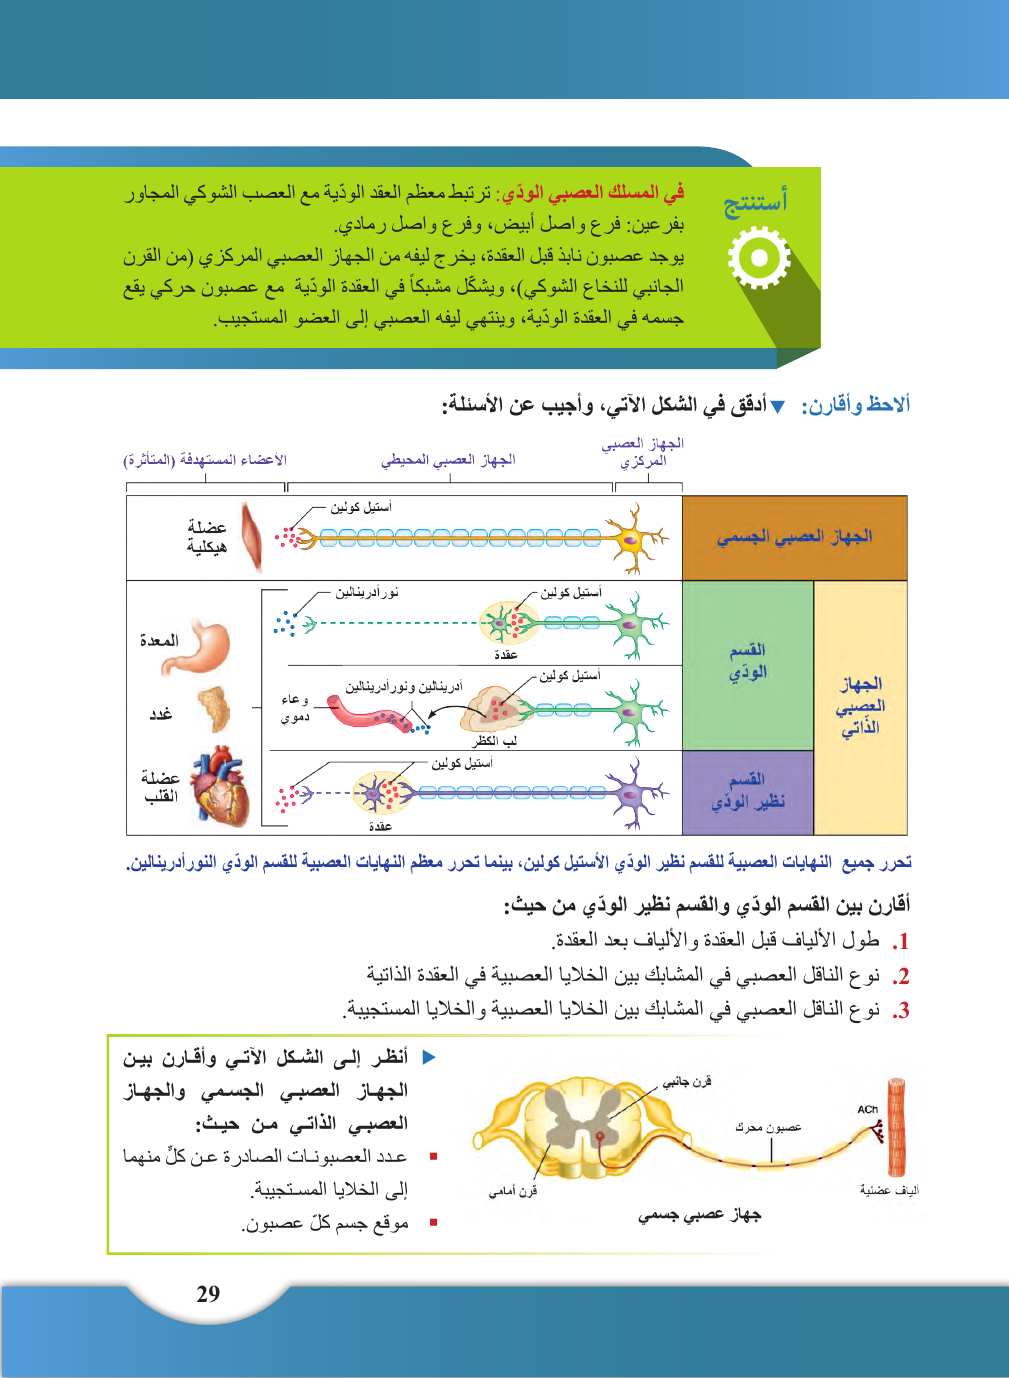 أستنتج
في المسلك العصبي الودّي: ترتبط معظم العقد الودّية مع العصب الشوكي المجاور
بفرعين: فرع واصل أبيض، وفرع واصل رمادي.
يوجد عصبون نابذ قبل العقدة، يخرج ليفه من الجهاز العصبي المركزي (من القرن
الجانبي للنخاع الشوكي)، ويشكّل مشبكاً في العقدة الودّية مع عصبون حركي يقع
جسمه في العقدة الودّية، وينتهي ليفه العصبي إلى العضو المستجيب.
ألاحظ وأقارن: ▼ أدقق في الشكل الآتي، وأجيب عن الأسئلة:
الجهاز العصبي
المركزي
الجهاز العصبي المحيطي
الأعضاء المستهدفة (المتأثرة)
الجهاز العصبي الجسمي
أستيل كولين
عضلة
هيكلية
الجهاز
العصبي
الذّاتي
القسم
الودّي
أستيل كولين
نورأدرينالين
عقدة
المعدة
أستيل كولين
أدرينالين ونورأدرينالين
وعاء
دموي
لب الكظر
غدد
القسم
نظير الودّي
أستيل كولين
عقدة
عضلة
القلب
تحرر جميع النهايات العصبية للقسم نظير الودّي الأستيل كولين، بينما تحرر معظم النهايات العصبية للقسم الودّي النورأدرينالين.
أقارن بين القسم الودّي والقسم نظير الودّي من حيث:
1. طول الألياف قبل العقدة والألياف بعد العقدة.
2. نوع الناقل العصبي في المشابك بين الخلايا العصبية في العقدة الذاتية
3. نوع الناقل العصبي في المشابك بين الخلايا العصبية والخلايا المستجيبة.
◄ أنظر إلى الشكل الآتي وأقارن بين
الجهاز العصبي الجسمي والجهاز
العصبي الذاتي من حيث:
▪ عدد العصبونات الصادرة عن كلٍّ منهما
إلى الخلايا المستجيبة.
▪ موقع جسم كلّ عصبون.
قرن جانبي
ACh
عصبون محرك
قرن أمامي
ألياف عضلية
جهاز عصبي جسمي
29